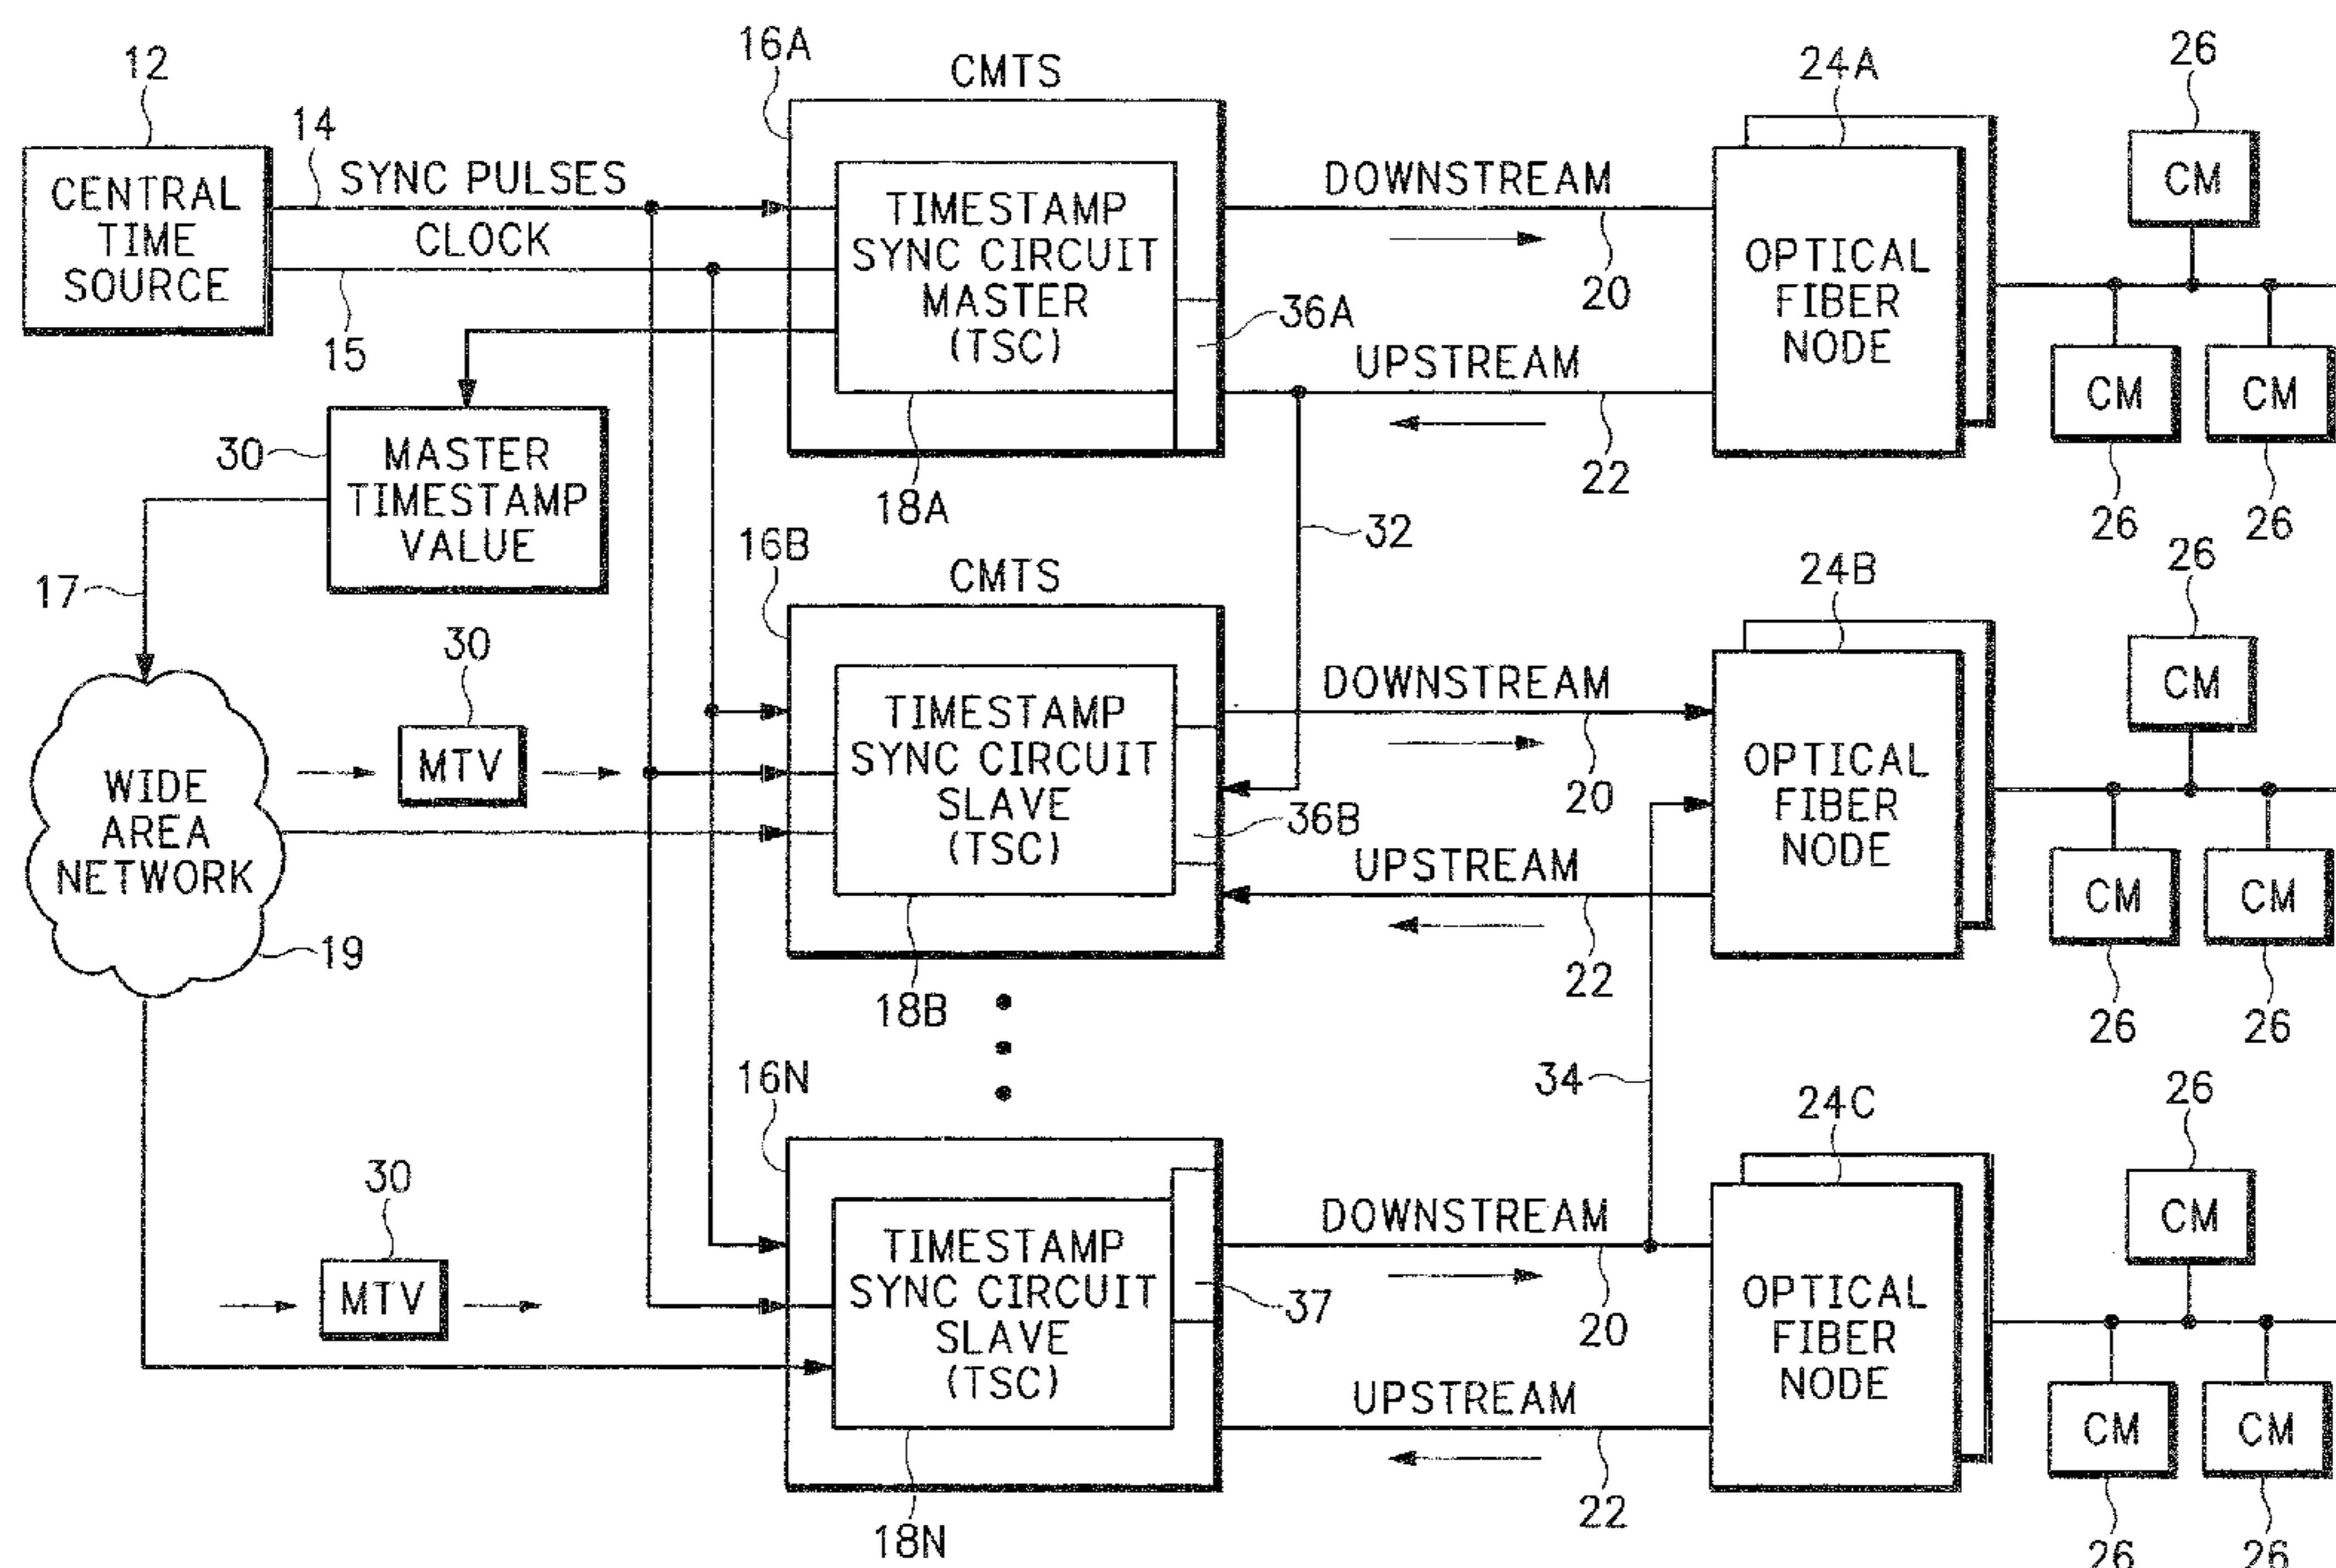 12
CENTRAL
TIME
SOURCE
14
SYNC PULSES
CLOCK
15
16A
CMTS
TIMESTAMP
SYNC CIRCUIT
MASTER
(TSC)
36A
18A
DOWNSTREAM
20
UPSTREAM
22
24A
OPTICAL
FIBER
NODE
26
CM
CM
CM
26
26
30
MASTER
TIMESTAMP
VALUE
17
32
WIDE
AREA
NETWORK
19
30
MTV
16B
CMTS
TIMESTAMP
SYNC CIRCUIT
SLAVE
(TSC)
36B
18B
DOWNSTREAM
20
UPSTREAM
22
24B
OPTICAL
FIBER
NODE
26
CM
CM
CM
26
26
34
30
MTV
16N
TIMESTAMP
SYNC CIRCUIT
SLAVE
(TSC)
37
18N
DOWNSTREAM
20
UPSTREAM
22
24C
OPTICAL
FIBER
NODE
26
CM
CM
CM
26
26